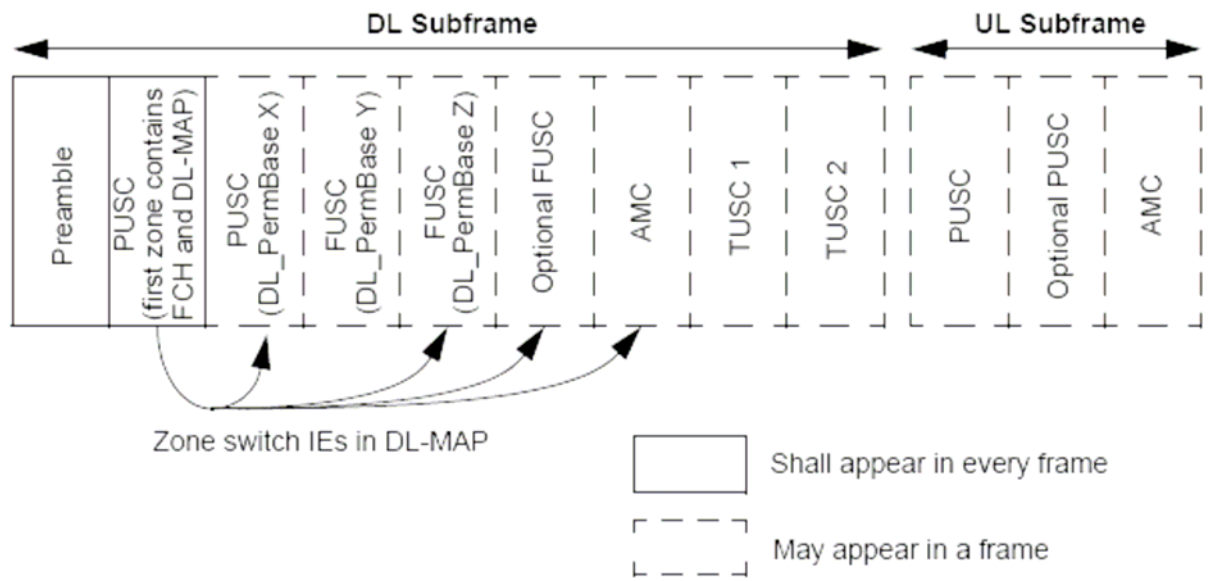 DL Subframe
UL Subframe
Preamble
PUSC
(first zone contains
FCH and DL-MAP)
PUSC
(DL_PermBase X)
FUSC
(DL_PermBase Y)
FUSC
(DL_PermBase Z)
Optional FUSC
AMC
TUSC 1
TUSC 2
PUSC
Optional PUSC
AMC
Zone switch IEs in DL-MAP
Shall appear in every frame
May appear in a frame